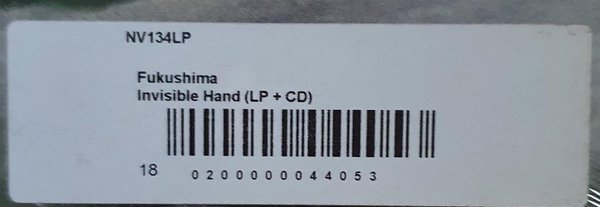 NV134LP
Fukushima
Invisible Hand (LP + CD)
18
0200000044053